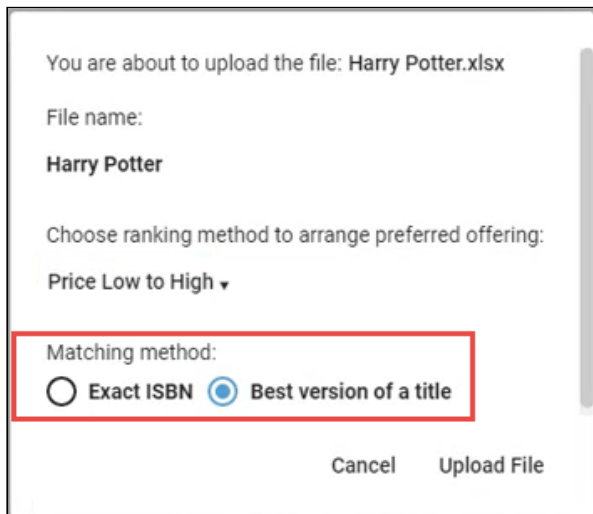 You are about to upload the file: Harry Potter.xlsx
File name:
Harry Potter
Choose ranking method to arrange preferred offering:
Price Low to High
Matching method:
Exact ISBN Best version of a title
Cancel Upload File